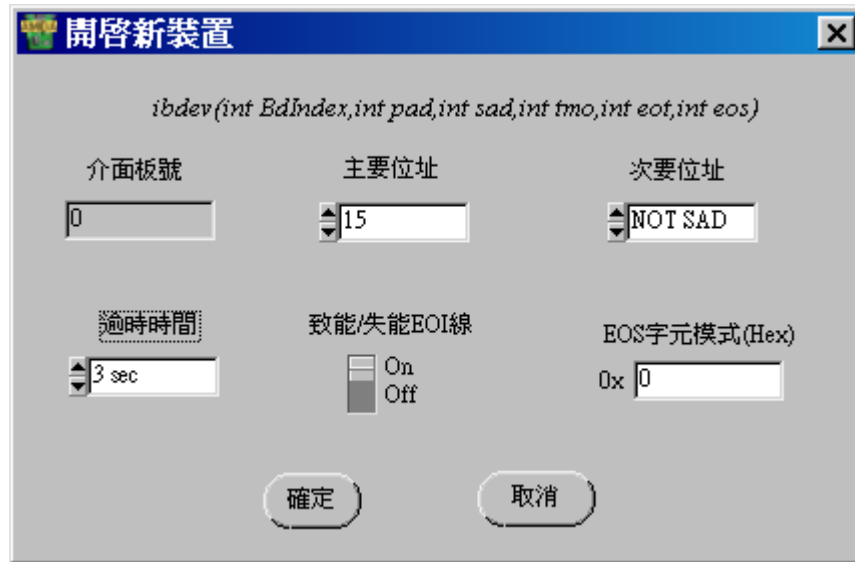 開啓新裝置
ibdev(int BdIndex,int pad,int sad,int tmo,int eot,int eos)
介面板號 主要位址 次要位址
0 15 NOT SAD
逾時時間 致能/失能EOI線 EOS字元模式(Hex)
3 sec On 0x 0
Off
確定 取消